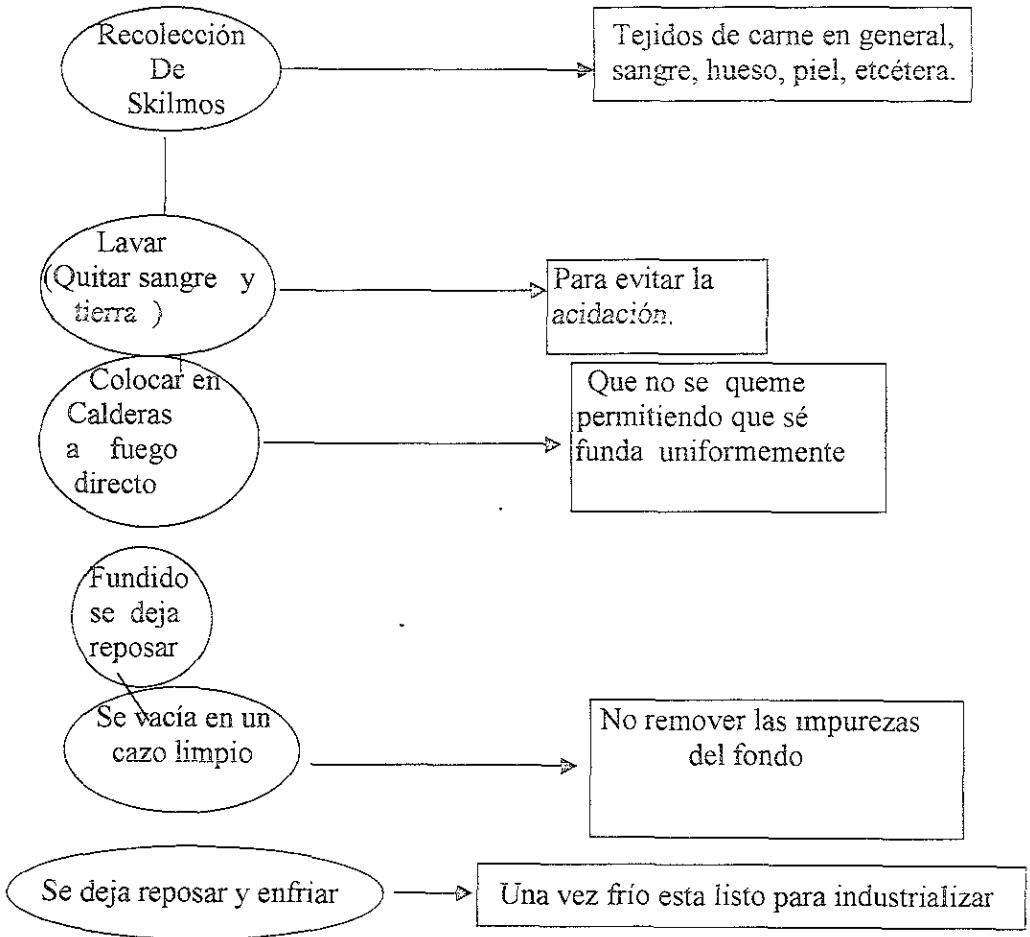 Recolección
De
Skilmos
Tejidos de carne en general,
sangre, hueso, piel, etcétera.
Lavar
(Quitar sangre y
tierra )
Para evitar la
acidación.
Colocar en
Calderas
a fuego
directo
Que no se queme
permitiendo que sé
funda uniformemente
Fundido
se deja
reposar
Se vacía en un
cazo limpio
No remover las impurezas
del fondo
Se deja reposar y enfriar
Una vez frío esta listo para industrializar